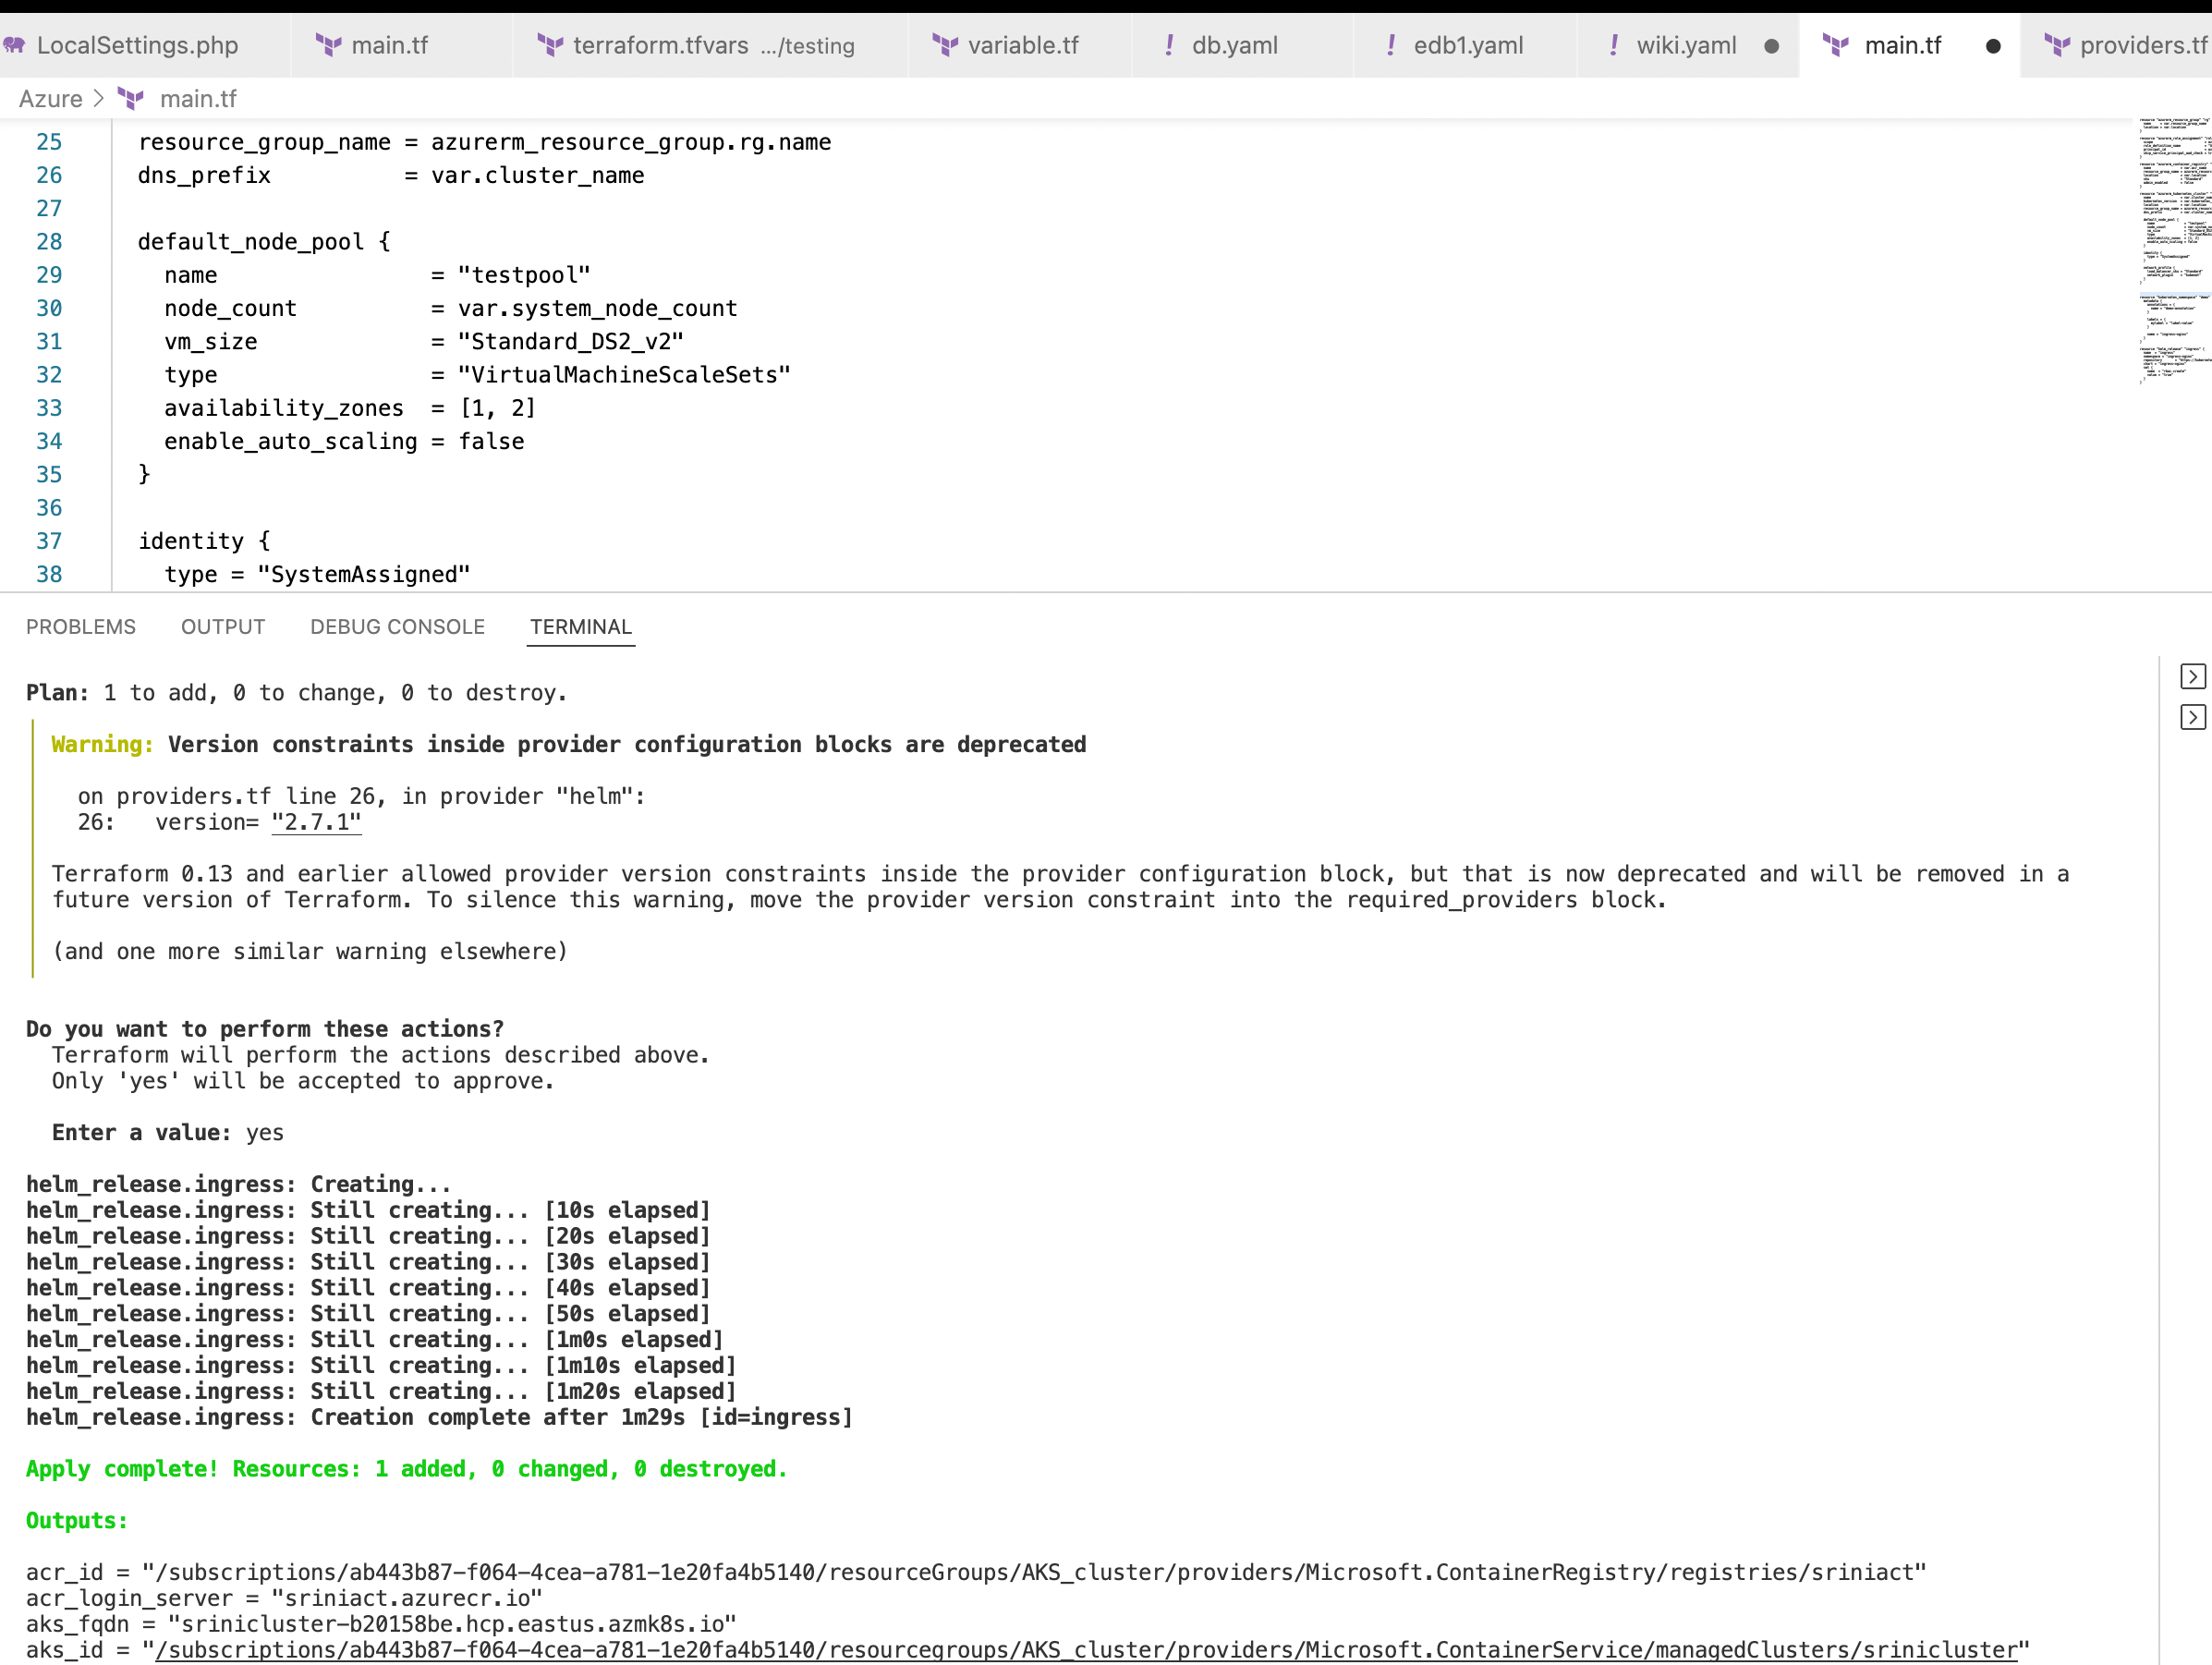 LocalSettings.php main.tf terraform.tfvars .../testing variable.tf ! db.yaml ! edb1.yaml ! wiki.yaml ● main.tf ● providers.tf
Azure > main.tf
25 resource_group_name = azurerm_resource_group.rg.name
26 dns_prefix          = var.cluster_name
27
28 default_node_pool {
29   name                = "testpool"
30   node_count          = var.system_node_count
31   vm_size             = "Standard_DS2_v2"
32   type                = "VirtualMachineScaleSets"
33   availability_zones  = [1, 2]
34   enable_auto_scaling = false
35 }
36
37 identity {
38   type = "SystemAssigned"
PROBLEMS OUTPUT DEBUG CONSOLE TERMINAL
Plan: 1 to add, 0 to change, 0 to destroy.
Warning: Version constraints inside provider configuration blocks are deprecated
on providers.tf line 26, in provider "helm":
26:   version= "2.7.1"
Terraform 0.13 and earlier allowed provider version constraints inside the provider configuration block, but that is now deprecated and will be removed in a
future version of Terraform. To silence this warning, move the provider version constraint into the required_providers block.
(and one more similar warning elsewhere)
Do you want to perform these actions?
Terraform will perform the actions described above.
Only 'yes' will be accepted to approve.
Enter a value: yes
helm_release.ingress: Creating...
helm_release.ingress: Still creating... [10s elapsed]
helm_release.ingress: Still creating... [20s elapsed]
helm_release.ingress: Still creating... [30s elapsed]
helm_release.ingress: Still creating... [40s elapsed]
helm_release.ingress: Still creating... [50s elapsed]
helm_release.ingress: Still creating... [1m0s elapsed]
helm_release.ingress: Still creating... [1m10s elapsed]
helm_release.ingress: Still creating... [1m20s elapsed]
helm_release.ingress: Creation complete after 1m29s [id=ingress]
Apply complete! Resources: 1 added, 0 changed, 0 destroyed.
Outputs:
acr_id = "/subscriptions/ab443b87-f064-4cea-a781-1e20fa4b5140/resourceGroups/AKS_cluster/providers/Microsoft.ContainerRegistry/registries/sriniact"
acr_login_server = "sriniact.azurecr.io"
aks_fqdn = "srinicluster-b20158be.hcp.eastus.azmk8s.io"
aks_id = "/subscriptions/ab443b87-f064-4cea-a781-1e20fa4b5140/resourcegroups/AKS_cluster/providers/Microsoft.ContainerService/managedClusters/srinicluster"